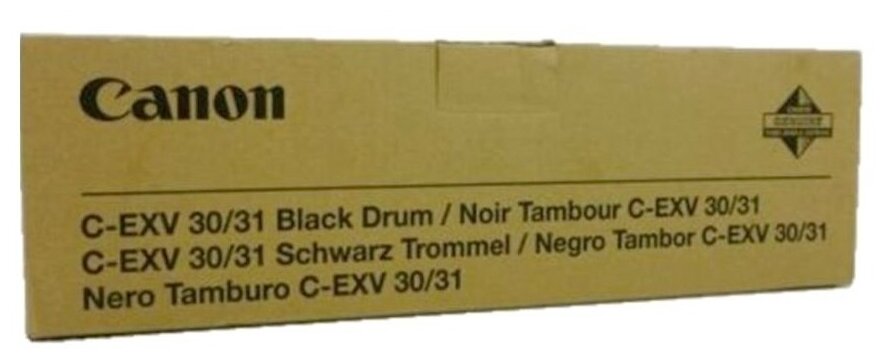 Canon
GENUINE
C-EXV 30/31 Black Drum / Noir Tambour C-EXV 30/31
C-EXV 30/31 Schwarz Trommel / Negro Tambor C-EXV 30/31
Nero Tamburo C-EXV 30/31